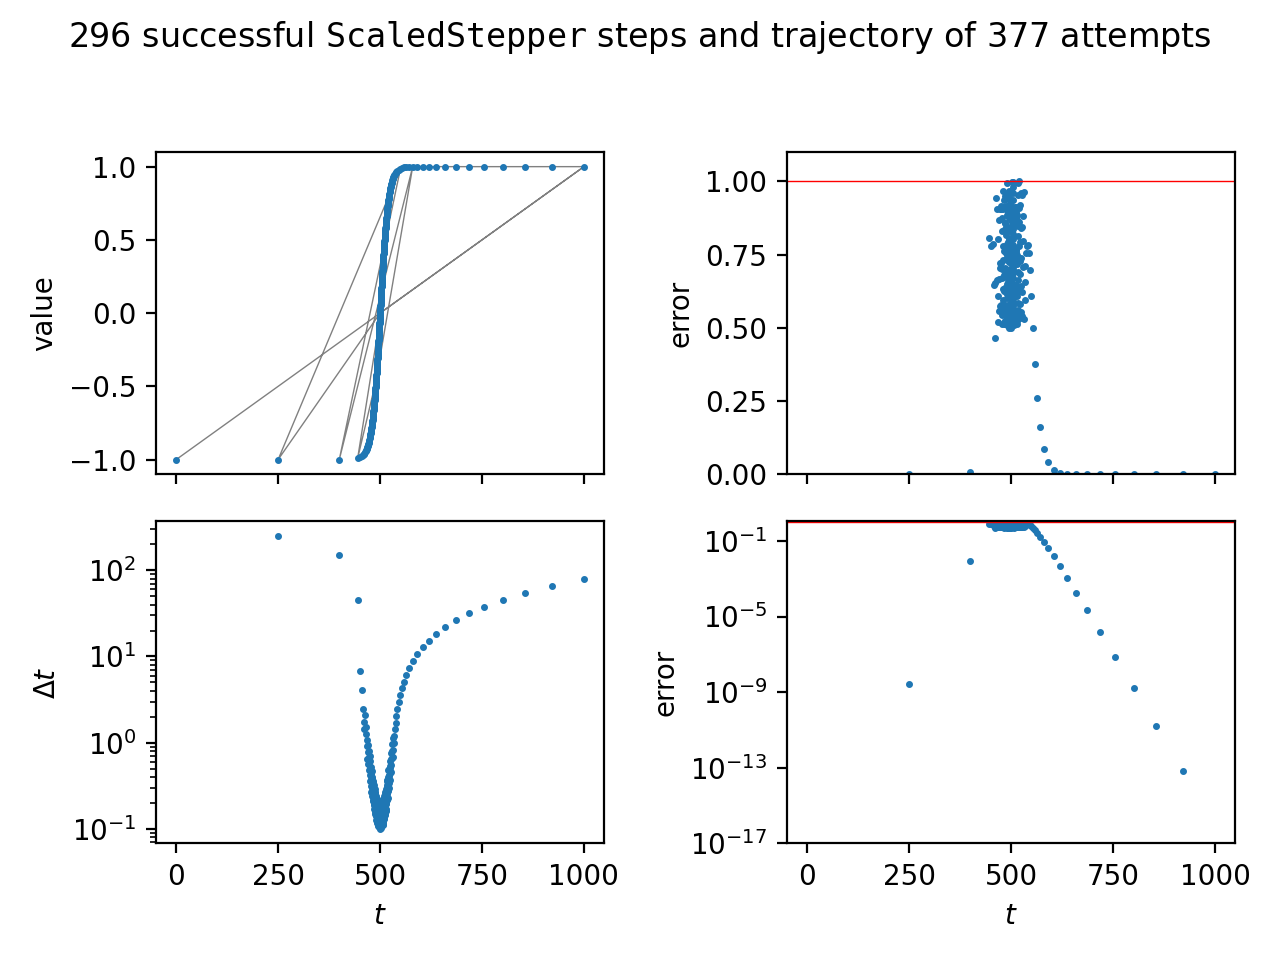 296 successful ScaledStepper steps and trajectory of 377 attempts
value
1.0
0.5
0.0
−0.5
−1.0
error
1.00
0.75
0.50
0.25
0.00
Δt
10²
10¹
10⁰
10⁻¹
0 250 500 750 1000
t
error
10⁻¹
10⁻⁵
10⁻⁹
10⁻¹³
10⁻¹⁷
0 250 500 750 1000
t